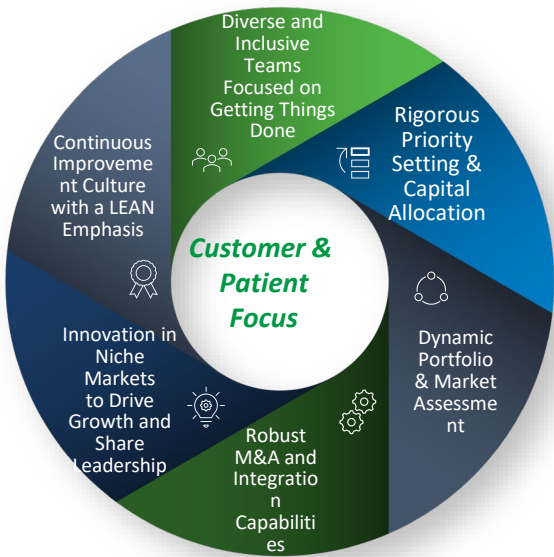 Diverse and
Inclusive
Teams
Focused on
Getting Things
Done
Rigorous
Priority
Setting &
Capital
Allocation
Dynamic
Portfolio
& Market
Assessme
nt
Robust
M&A and
Integratio
n
Capabiliti
es
Innovation in
Niche
Markets
to Drive
Growth and
Share
Leadership
Continuous
Improveme
nt Culture
with a LEAN
Emphasis
Customer &
Patient
Focus